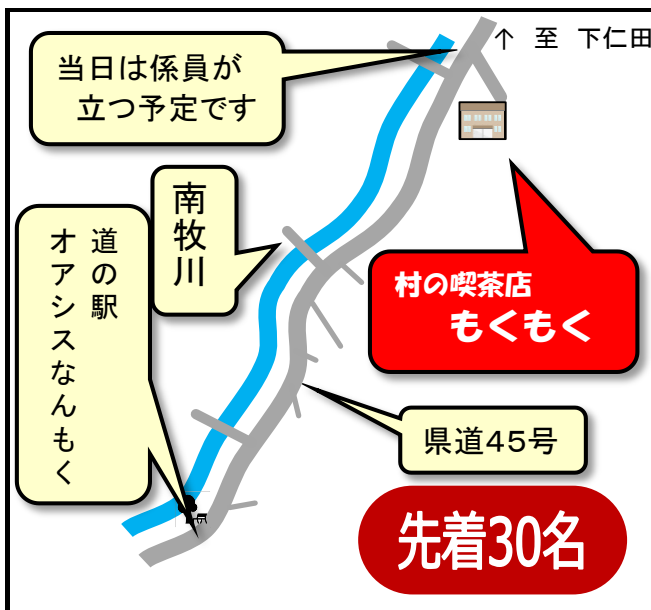 ↑ 至 下仁田
当日は係員が
立つ予定です
南牧川
道の駅
オアシスなんもく
村の喫茶店
もくもく
県道45号
先着30名